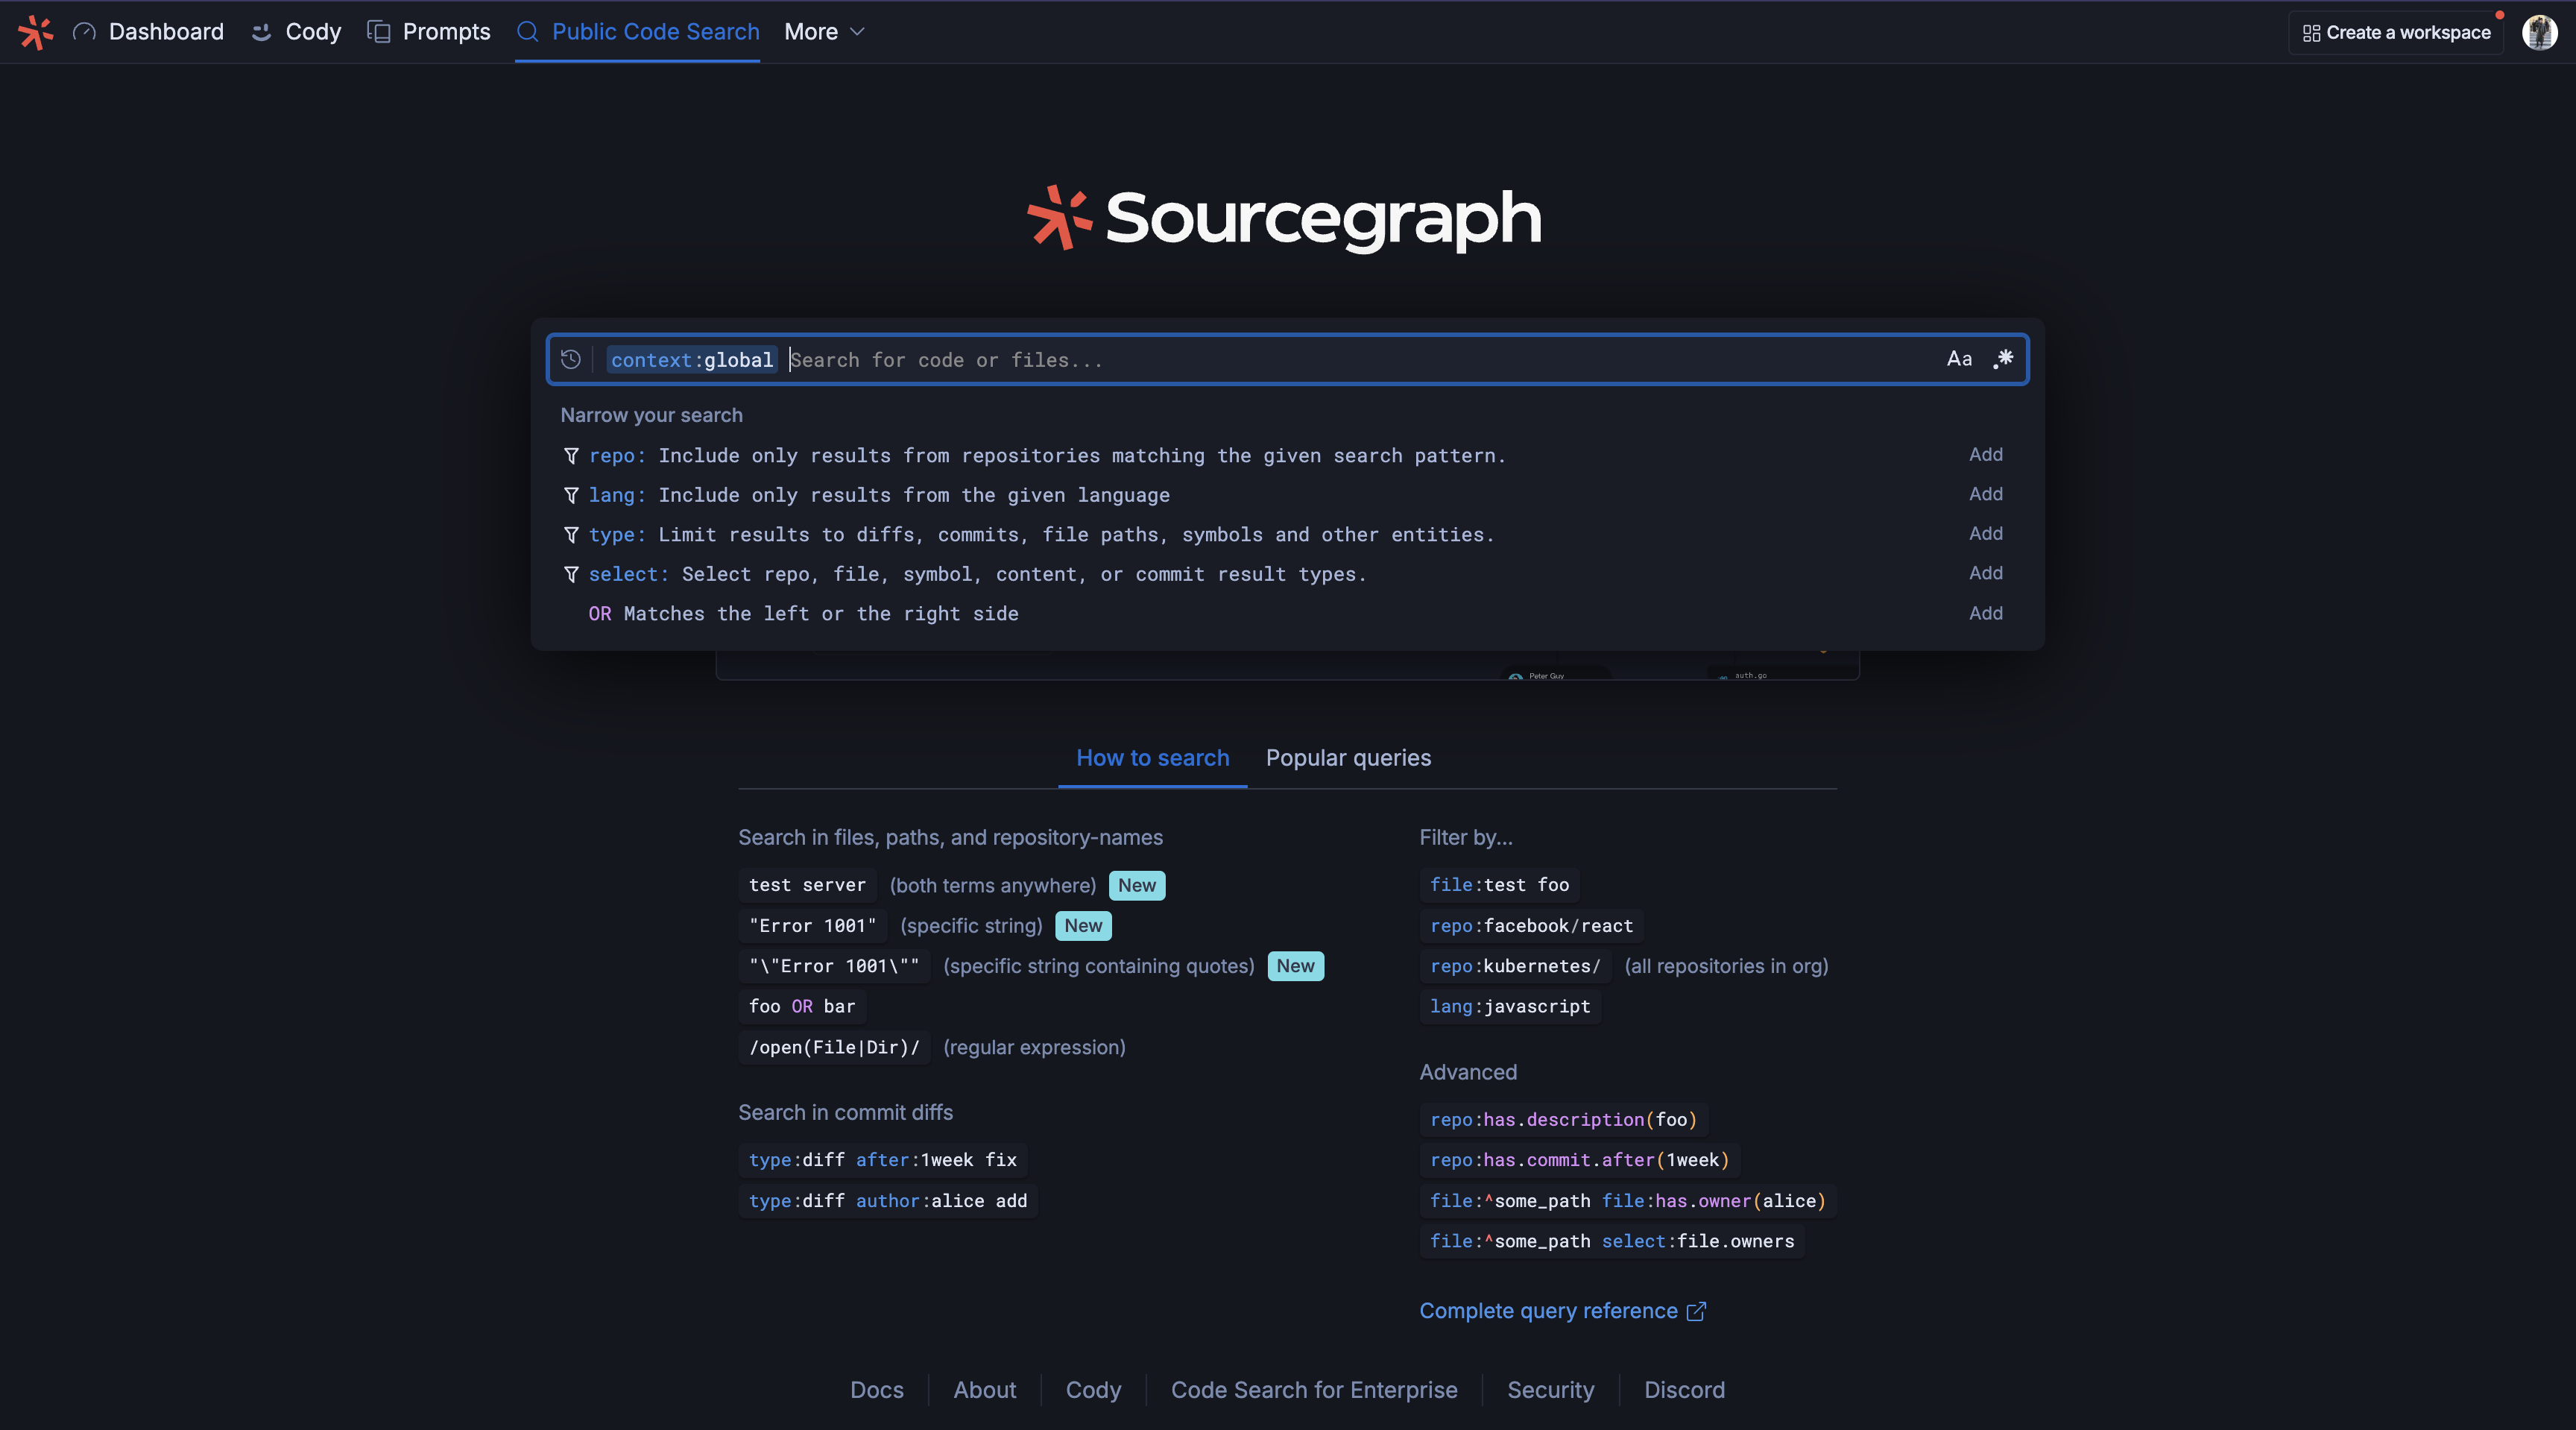 Dashboard Cody Prompts Public Code Search More Create a workspace
Sourcegraph
context:global Search for code or files... Aa .*
Narrow your search
repo: Include only results from repositories matching the given search pattern. Add
lang: Include only results from the given language Add
type: Limit results to diffs, commits, file paths, symbols and other entities. Add
select: Select repo, file, symbol, content, or commit result types. Add
OR Matches the left or the right side Add
Peter Guy auth.go
How to search Popular queries
Search in files, paths, and repository-names
test server (both terms anywhere) New
"Error 1001" (specific string) New
"\"Error 1001\"" (specific string containing quotes) New
foo OR bar
/open(File|Dir)/ (regular expression)
Search in commit diffs
type:diff after:1week fix
type:diff author:alice add
Filter by...
file:test foo
repo:facebook/react
repo:kubernetes/ (all repositories in org)
lang:javascript
Advanced
repo:has.description(foo)
repo:has.commit.after(1week)
file:^some_path file:has.owner(alice)
file:^some_path select:file.owners
Complete query reference
Docs About Cody Code Search for Enterprise Security Discord